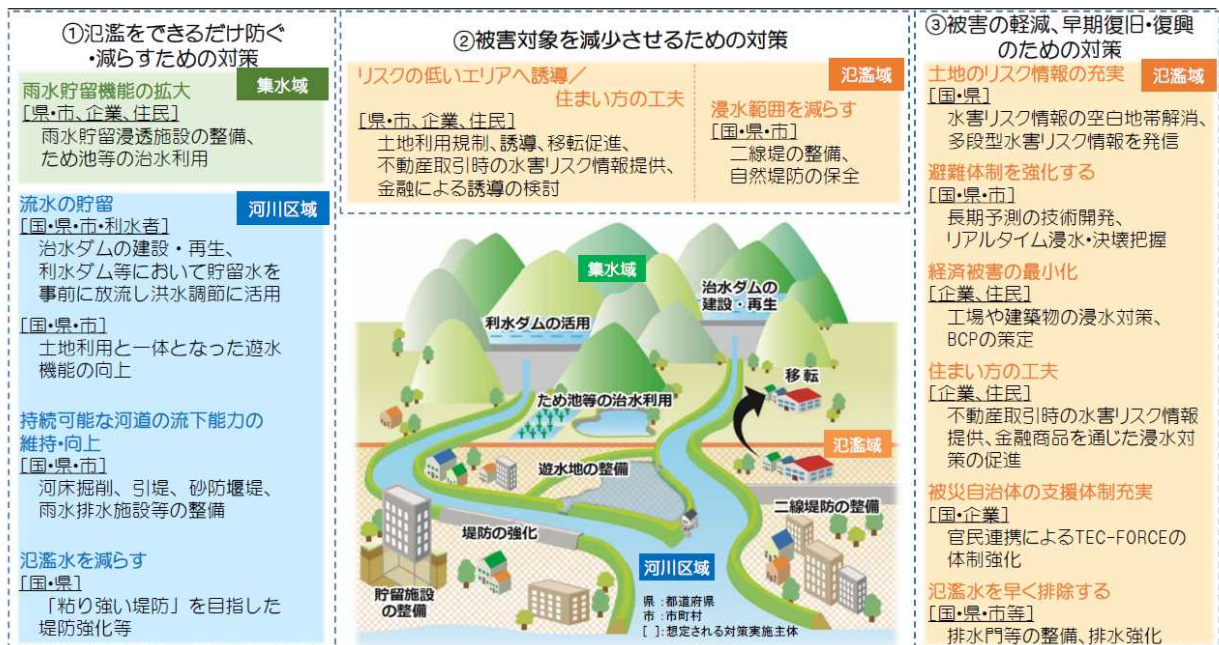 ①氾濫をできるだけ防ぐ
・減らすための対策
集水域
雨水貯留機能の拡大
[県・市、企業、住民]
雨水貯留浸透施設の整備、
ため池等の治水利用
河川区域
流水の貯留
[国・県・市・利水者]
治水ダムの建設・再生、
利水ダム等において貯留水を
事前に放流し洪水調節に活用
[国・県・市]
土地利用と一体となった遊水
機能の向上
持続可能な河道の流下能力の
維持・向上
[国・県・市]
河床掘削、引堤、砂防堰堤、
雨水排水施設等の整備
氾濫水を減らす
[国・県]
「粘り強い堤防」を目指した
堤防強化等
②被害対象を減少させるための対策
リスクの低いエリアへ誘導／
住まい方の工夫
[県・市、企業、住民]
土地利用規制、誘導、移転促進、
不動産取引時の水害リスク情報提供、
金融による誘導の検討
氾濫域
浸水範囲を減らす
[国・県・市]
二線堤の整備、
自然堤防の保全
集水域
治水ダムの
建設・再生
利水ダムの活用
移転
ため池等の治水利用
氾濫域
遊水地の整備
二線堤防の整備
堤防の強化
河川区域
貯留施設
の整備
県：都道府県
市：市町村
[ ]：想定される対策実施主体
③被害の軽減、早期復旧・復興
のための対策
氾濫域
土地のリスク情報の充実
[国・県]
水害リスク情報の空白地帯解消、
多段型水害リスク情報を発信
避難体制を強化する
[国・県・市]
長期予測の技術開発、
リアルタイム浸水・決壊把握
経済被害の最小化
[企業、住民]
工場や建築物の浸水対策、
BCPの策定
住まい方の工夫
[企業、住民]
不動産取引時の水害リスク情報
提供、金融商品を通じた浸水対
策の促進
被災自治体の支援体制充実
[国・企業]
官民連携によるTEC-FORCEの
体制強化
氾濫水を早く排除する
[国・県・市等]
排水門等の整備、排水強化